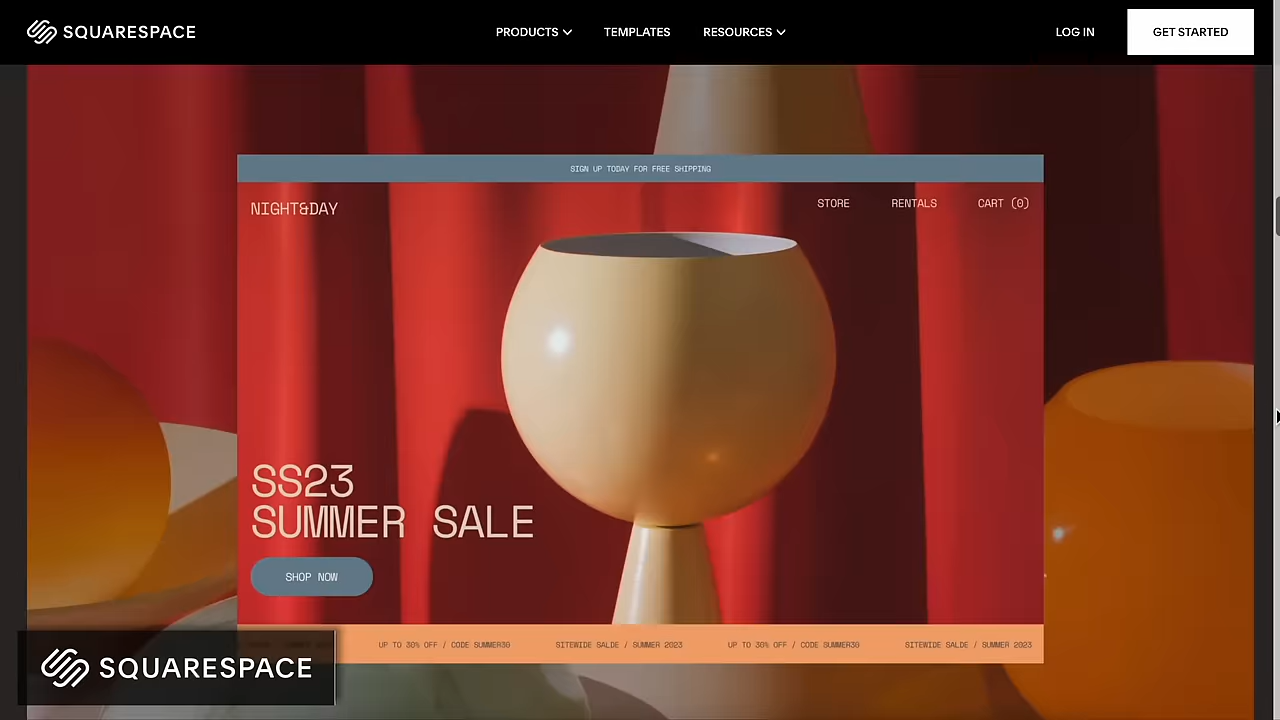 SQUARESPACE
PRODUCTS TEMPLATES RESOURCES
LOG IN
GET STARTED
SIGN UP TODAY FOR FREE SHIPPING
NIGHT&DAY
STORE RENTALS CART (0)
SS23
SUMMER SALE
SHOP NOW
UP TO 30% OFF / CODE SUMMER30 SITEWIDE SALDE / SUMMER 2023 UP TO 30% OFF / CODE SUMMER30 SITEWIDE SALDE / SUMMER 2023
SQUARESPACE